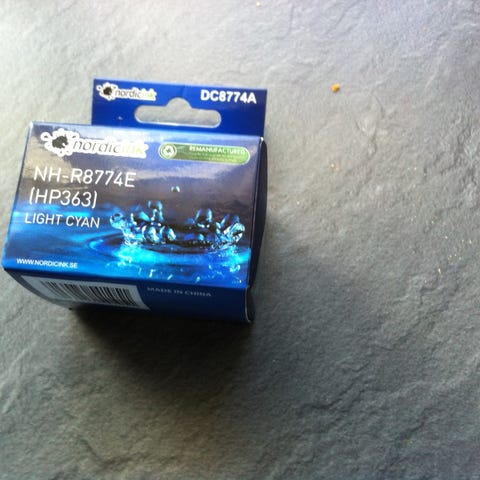 nordicink
DC8774A
nordicink
REMANUFACTURED
NH-R8774E
(HP363)
LIGHT CYAN
WWW.NORDICINK.SE
MADE IN CHINA